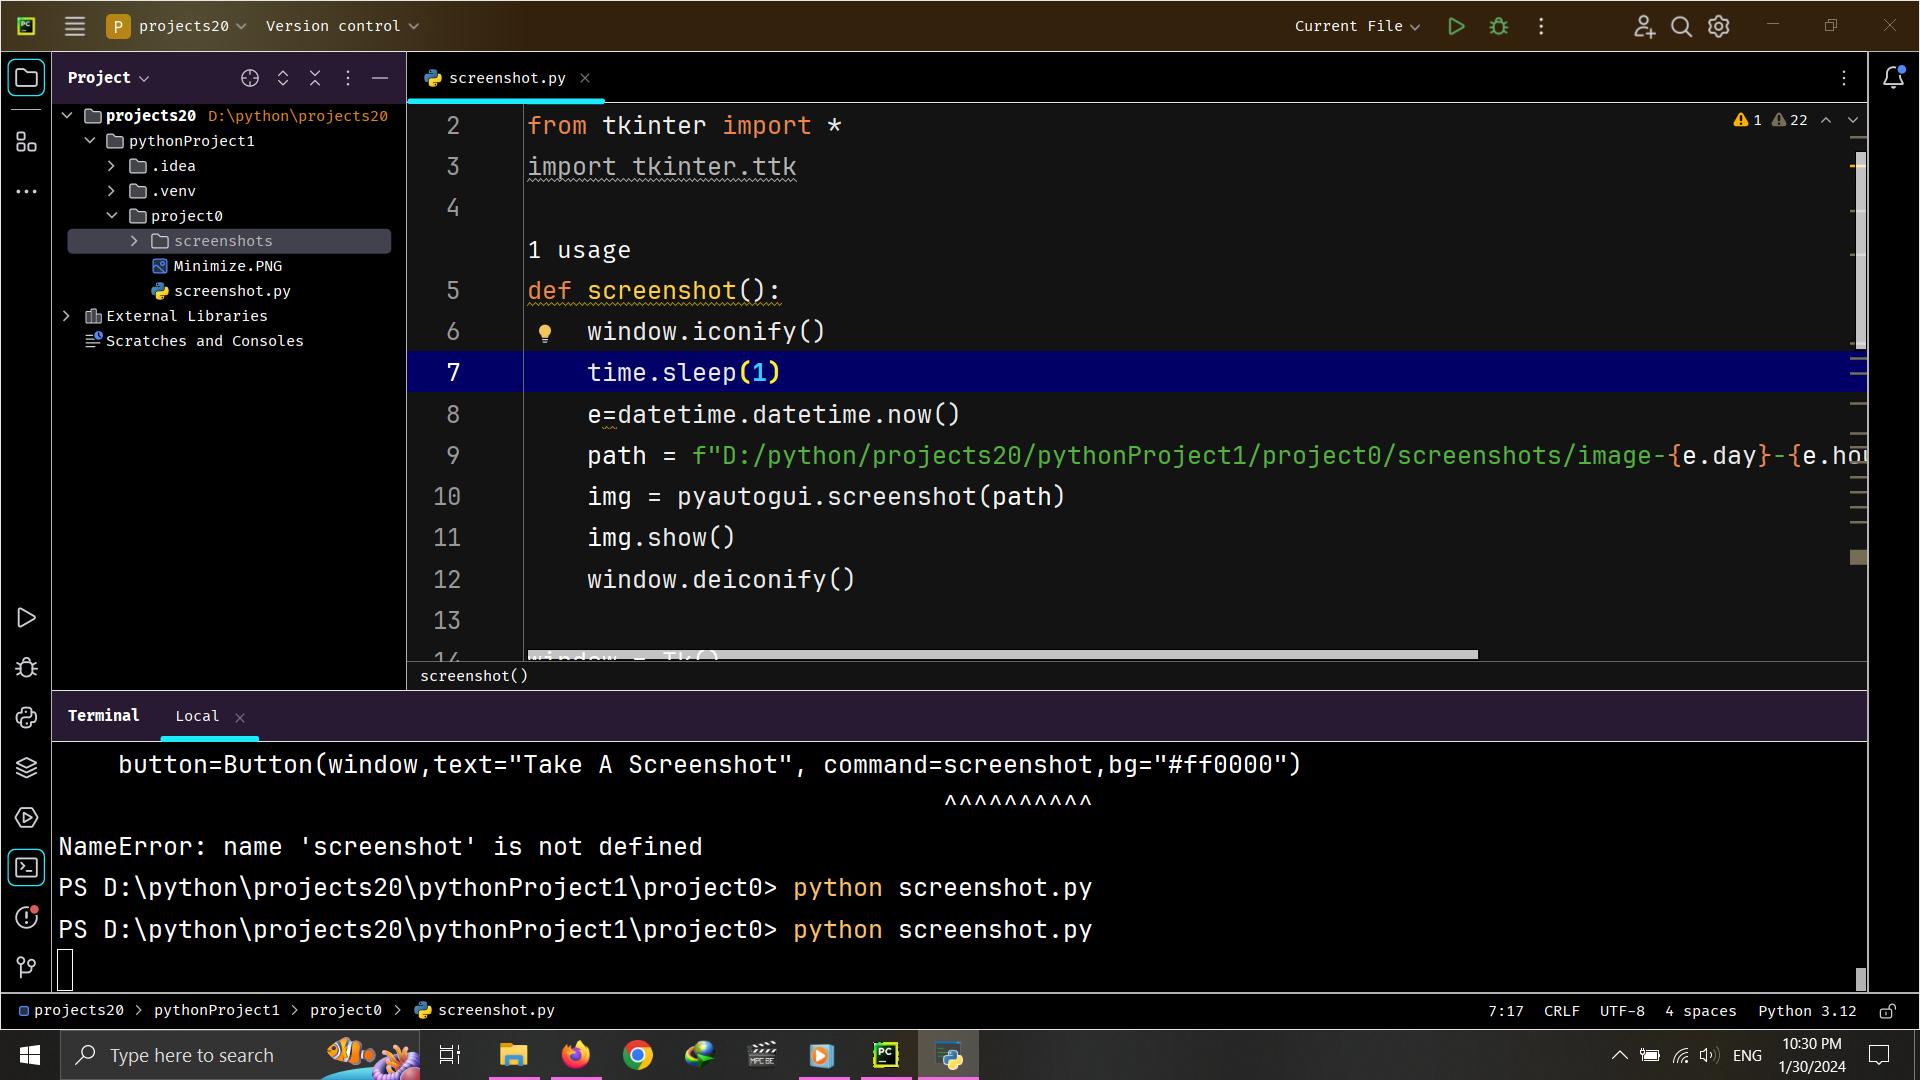 PC
P projects20
Version control
Current File
Project
screenshot.py
projects20 D:\python\projects20
pythonProject1
.idea
.venv
project0
screenshots
Minimize.PNG
screenshot.py
External Libraries
Scratches and Consoles
1 22
2 from tkinter import *
3 import tkinter.ttk
4
1 usage
5 def screenshot():
6 window.iconify()
7 time.sleep(1)
8 e=datetime.datetime.now()
9 path = f"D:/python/projects20/pythonProject1/project0/screenshots/image-{e.day}-{e.hou
10 img = pyautogui.screenshot(path)
11 img.show()
12 window.deiconify()
13
14 window = Tk()
screenshot()
Terminal Local
button=Button(window,text="Take A Screenshot", command=screenshot,bg="#ff0000")
^^^^^^^^^^
NameError: name 'screenshot' is not defined
PS D:\python\projects20\pythonProject1\project0> python screenshot.py
PS D:\python\projects20\pythonProject1\project0> python screenshot.py
projects20 > pythonProject1 > project0 > screenshot.py
7:17 CRLF UTF-8 4 spaces Python 3.12
Type here to search
MPC BE
PC
ENG
10:30 PM
1/30/2024